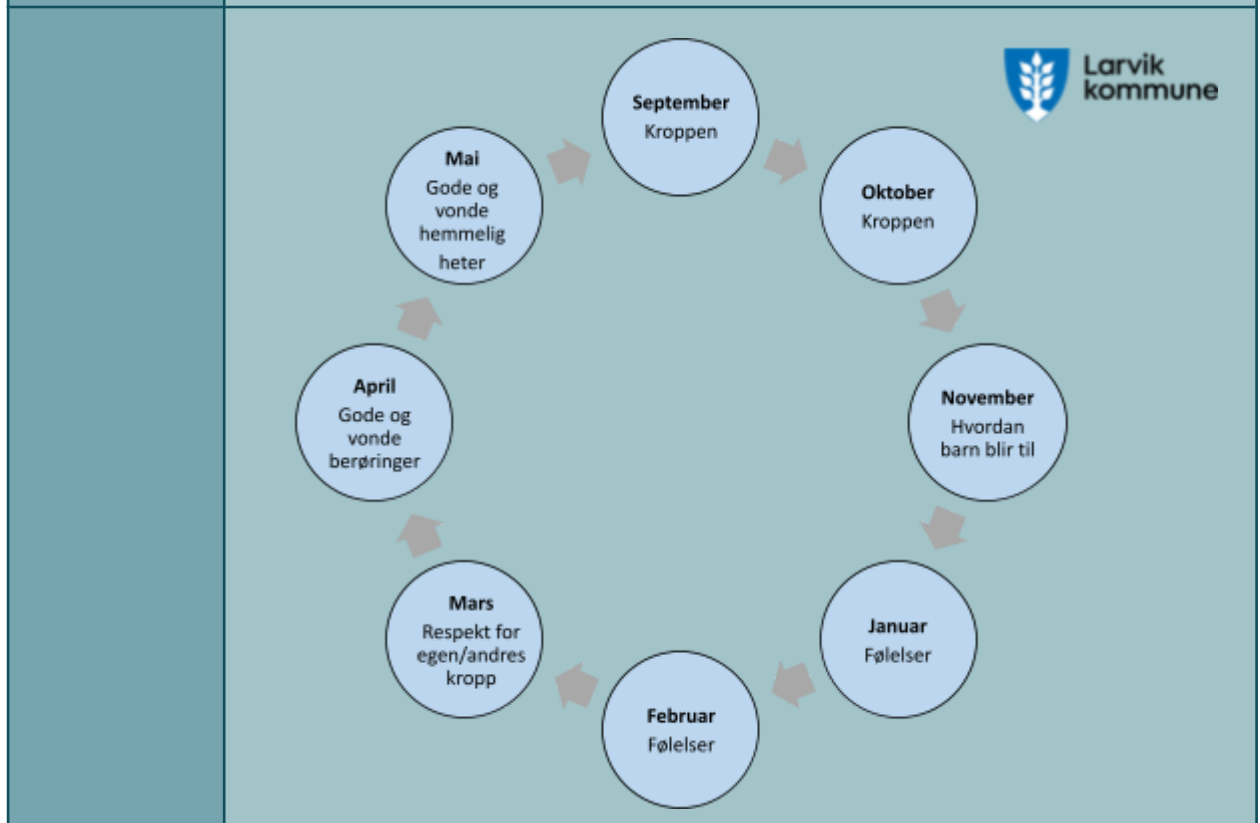 Larvik
kommune
September
Kroppen
Oktober
Kroppen
November
Hvordan
barn blir til
Januar
Følelser
Februar
Følelser
Mars
Respekt for
egen/andres
kropp
April
Gode og
vonde
berøringer
Mai
Gode og
vonde
hemmelig
heter